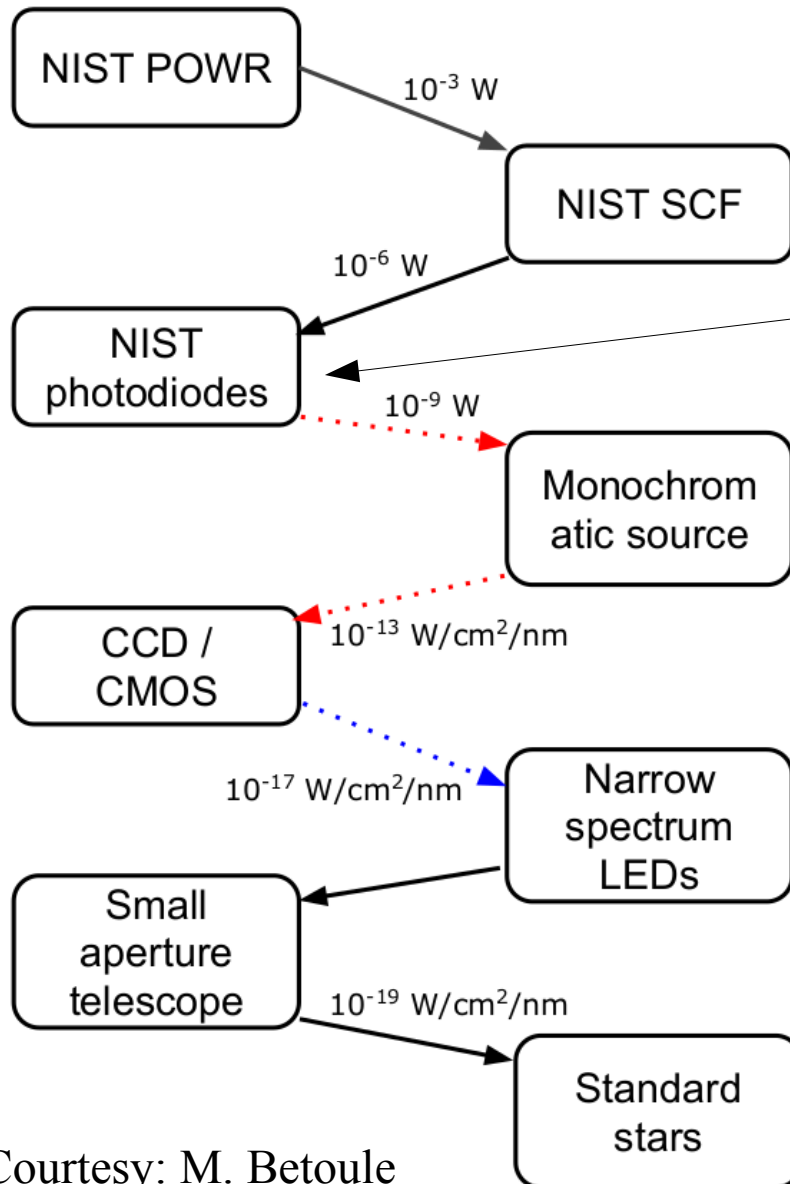 NIST POWR
10⁻³ W
NIST SCF
10⁻⁶ W
NIST
photodiodes
10⁻⁹ W
Monochrom
atic source
10⁻¹³ W/cm²/nm
CCD /
CMOS
10⁻¹⁷ W/cm²/nm
Narrow
spectrum
LEDs
Small
aperture
telescope
10⁻¹⁹ W/cm²/nm
Standard
stars
Courtesy: M. Betoule